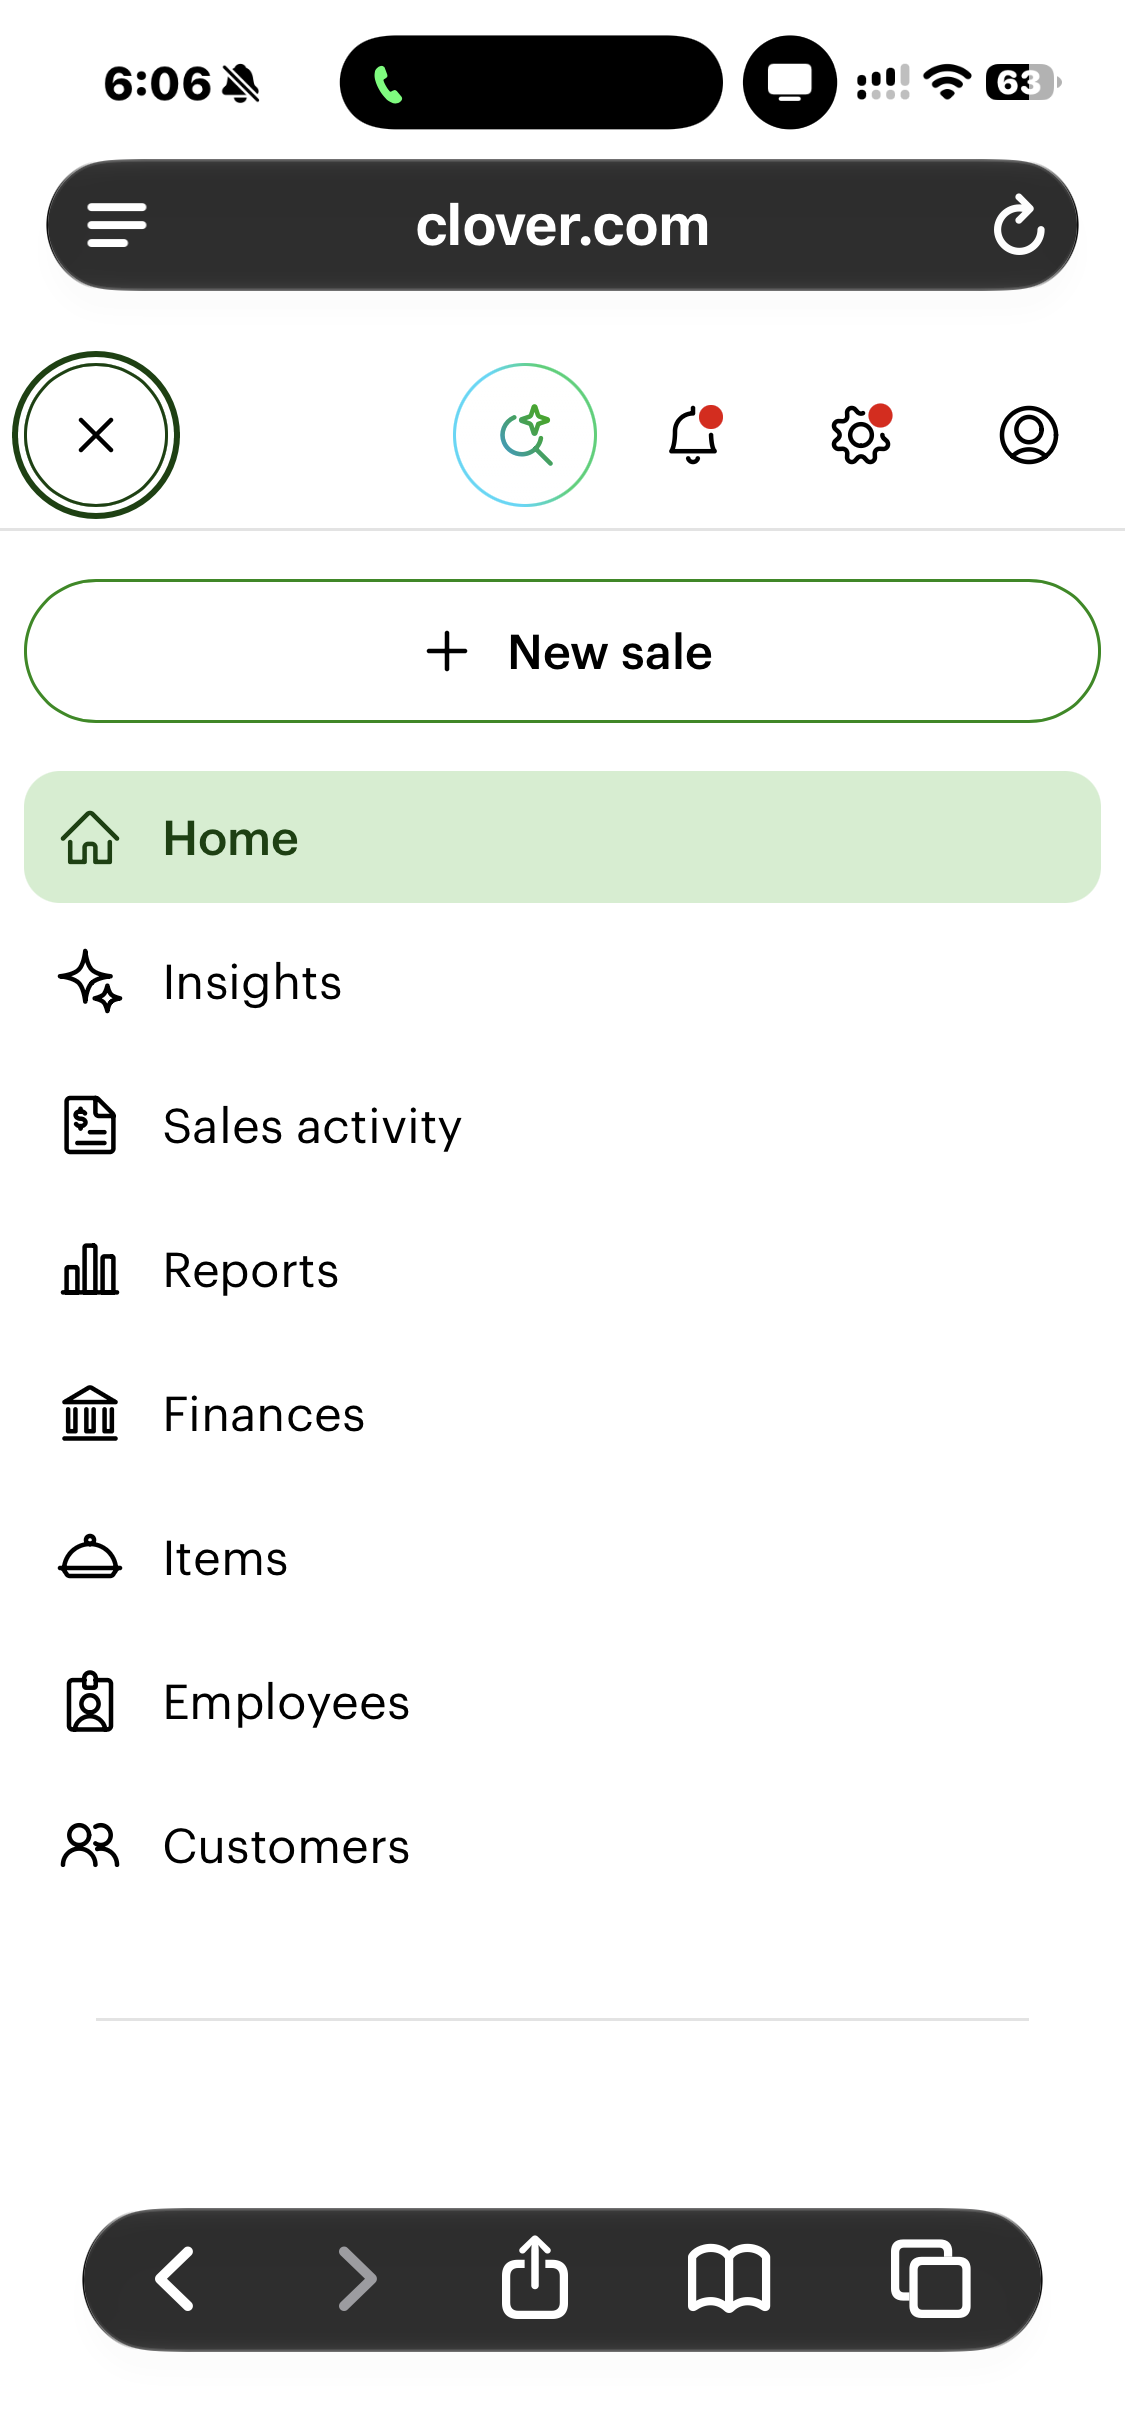 6:06
63
clover.com
New sale
Home
Insights
Sales activity
Reports
Finances
Items
Employees
Customers